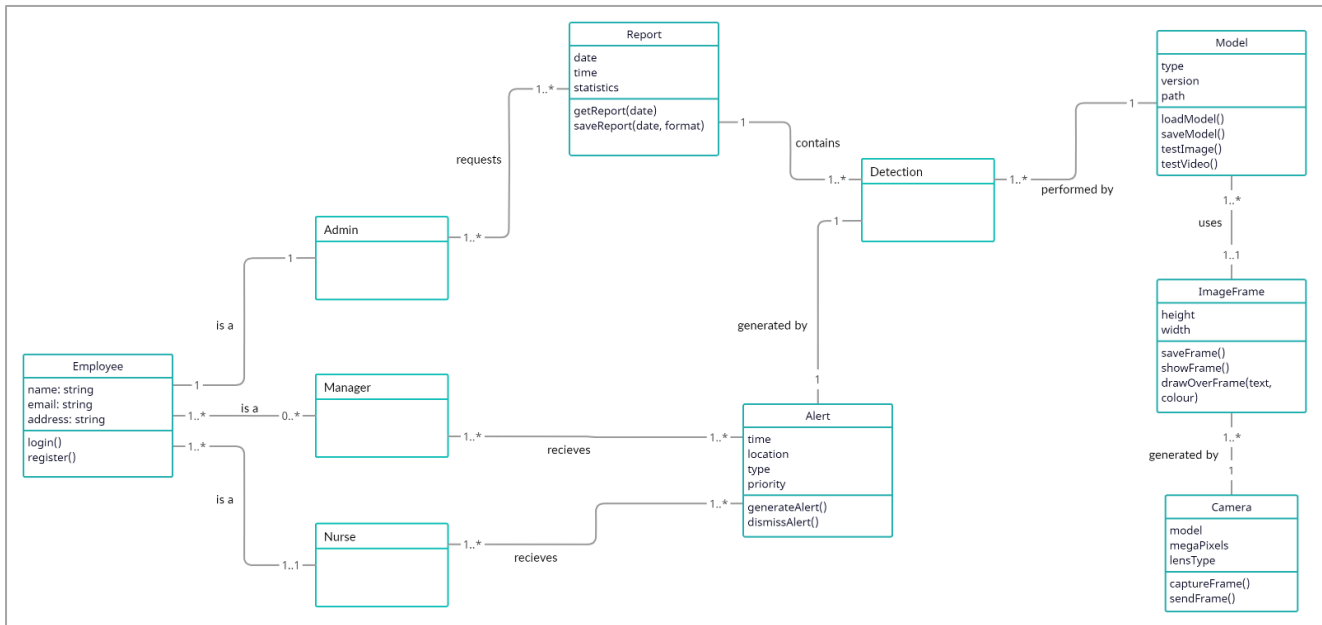 Report
date
time
statistics
getReport(date)
saveReport(date, format)
Model
type
version
path
loadModel()
saveModel()
testImage()
testVideo()
1..*
requests
1..*
1
contains
1..*
Detection
1..*
performed by
1
1
generated by
1
1..*
uses
1..1
Admin
1
is a
1
ImageFrame
height
width
saveFrame()
showFrame()
drawOverFrame(text,
colour)
Employee
name: string
email: string
address: string
login()
register()
1..*
is a
0..*
Manager
1..*
recieves
1..*
Alert
time
location
type
priority
generateAlert()
dismissAlert()
1..*
is a
1..1
Nurse
1..*
recieves
1..*
1..*
generated by
1
Camera
model
megaPixels
lensType
captureFrame()
sendFrame()